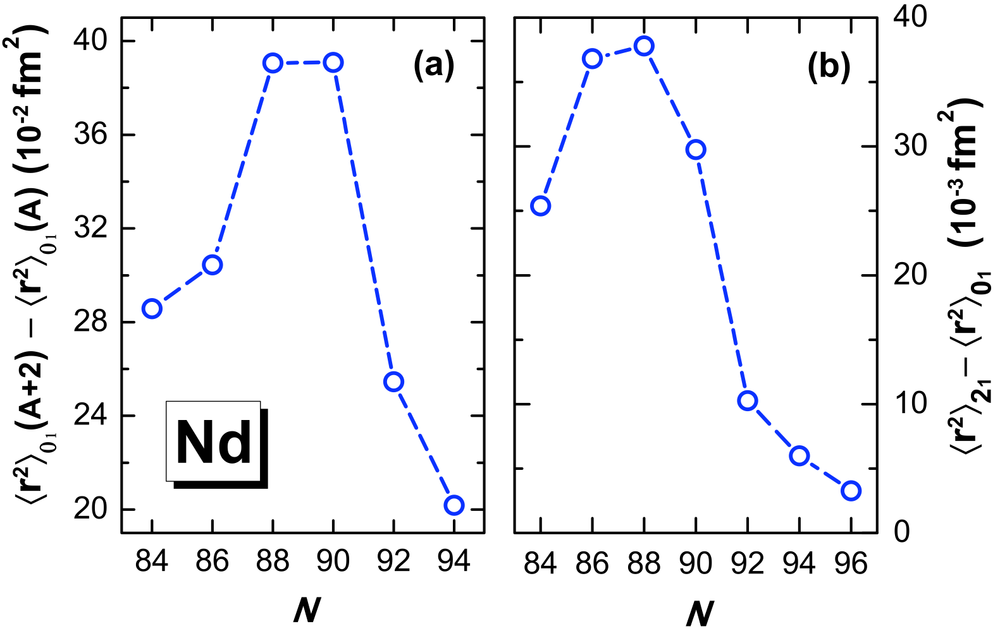 ⟨r²⟩₀₁ (A+2) − ⟨r²⟩₀₁ (A) (10⁻² fm²)
40
36
32
28
24
20
(a)
Nd
84 86 88 90 92 94
N
(b)
84 86 88 90 92 94 96
N
40
30
20
10
0
⟨r²⟩₂₁ − ⟨r²⟩₀₁ (10⁻³ fm²)